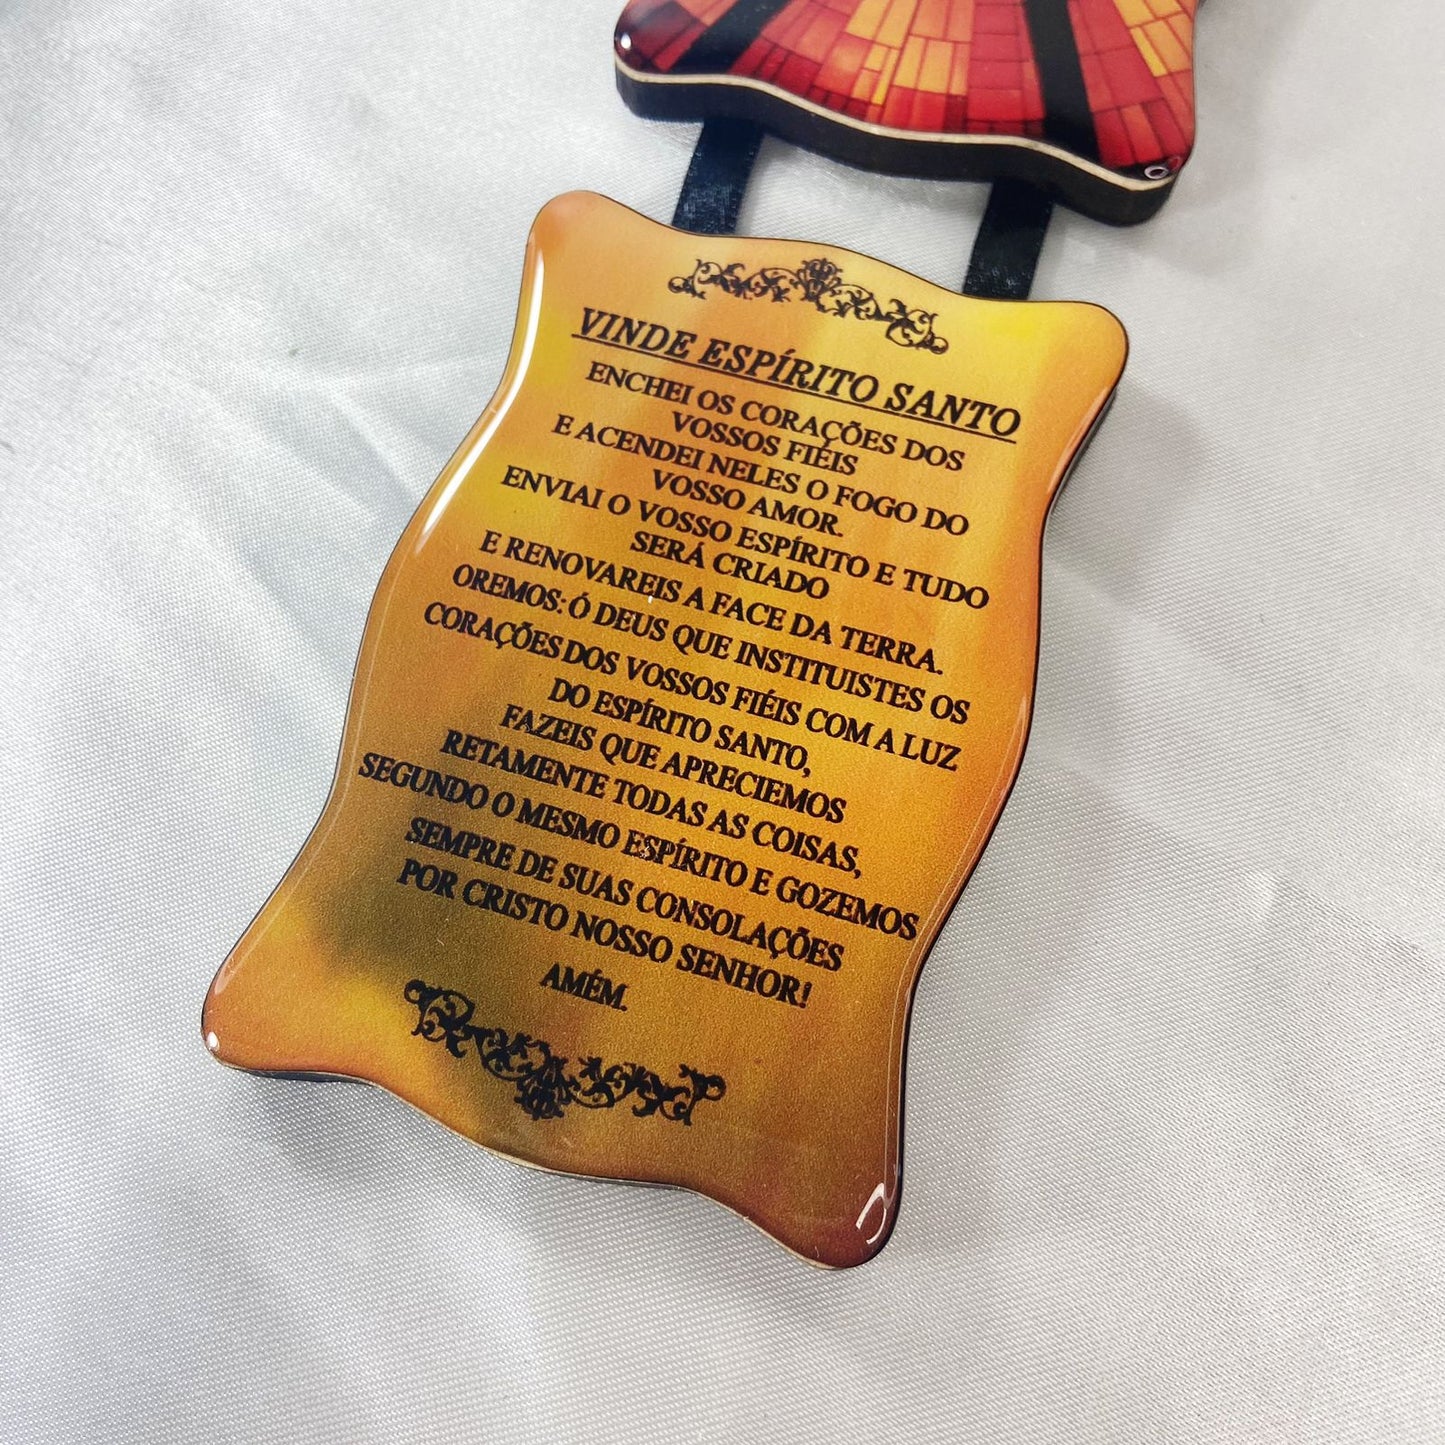 VINDE ESPÍRITO SANTO
ENCHEI OS CORAÇÕES DOS
VOSSOS FIÉIS
E ACENDEI NELES O FOGO DO
VOSSO AMOR.
ENVIAI O VOSSO ESPÍRITO E TUDO
SERÁ CRIADO
E RENOVAREIS A FACE DA TERRA.
OREMOS: Ó DEUS QUE INSTITUISTES OS
CORAÇÕES DOS VOSSOS FIÉIS COM A LUZ
DO ESPÍRITO SANTO,
FAZEIS QUE APRECIEMOS
RETAMENTE TODAS AS COISAS,
SEGUNDO O MESMO ESPÍRITO E GOZEMOS
SEMPRE DE SUAS CONSOLAÇÕES
POR CRISTO NOSSO SENHOR!
AMÉM.